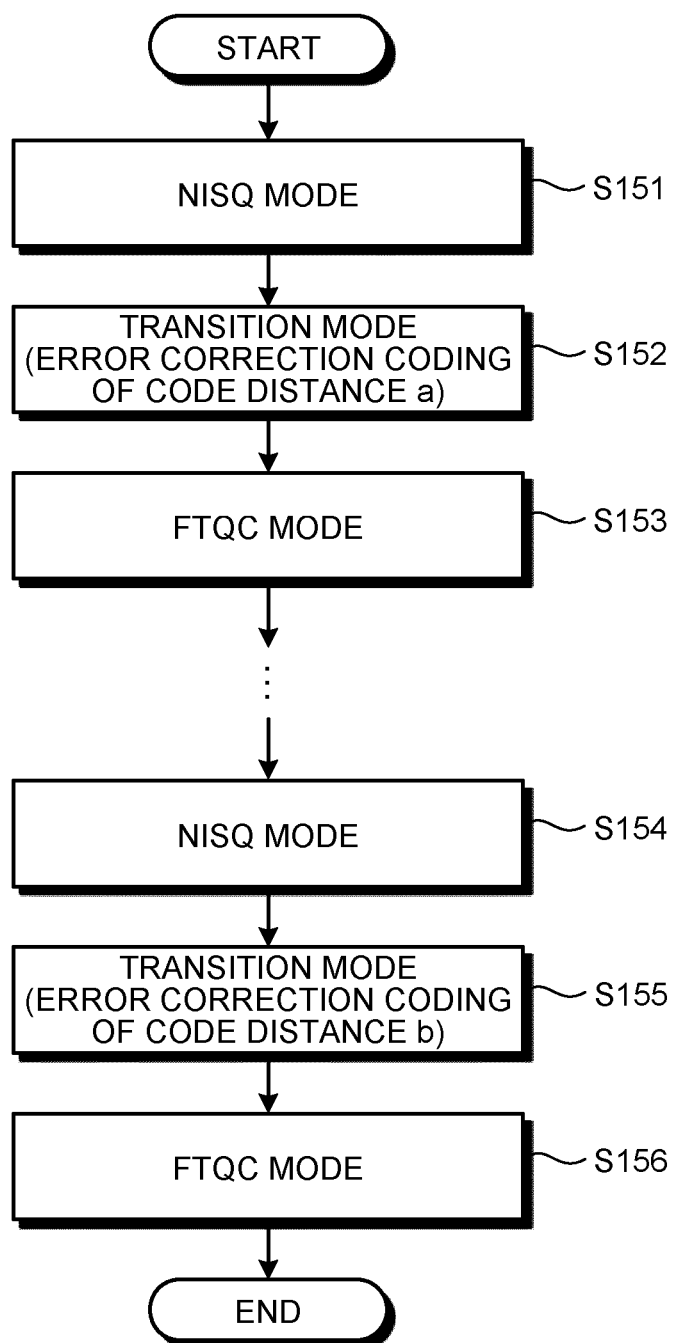 START
NISQ MODE
S151
TRANSITION MODE
(ERROR CORRECTION CODING
OF CODE DISTANCE a)
S152
FTQC MODE
S153
⋮
NISQ MODE
S154
TRANSITION MODE
(ERROR CORRECTION CODING
OF CODE DISTANCE b)
S155
FTQC MODE
S156
END